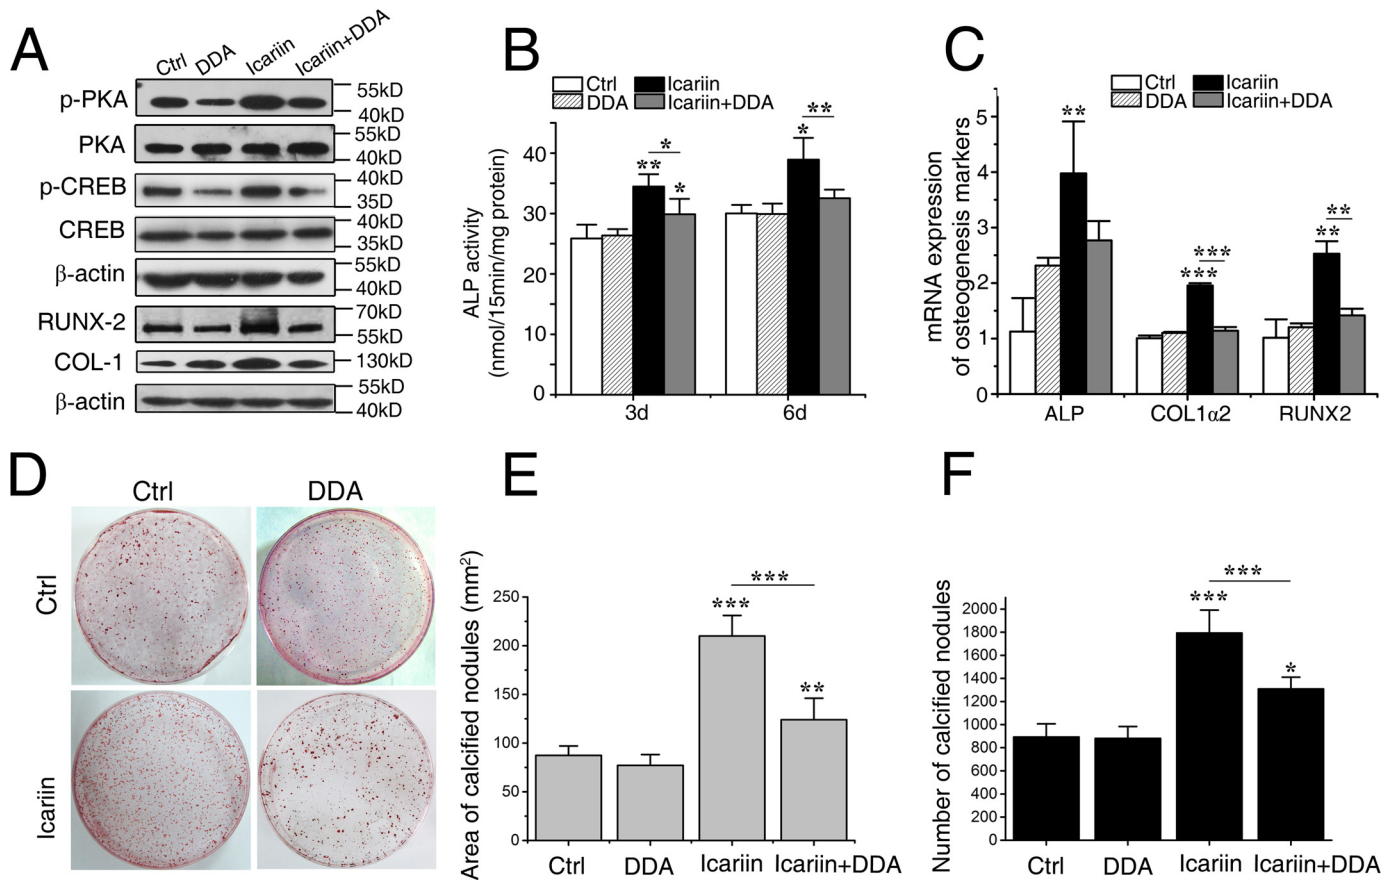 A
Ctrl DDA Icariin Icariin+DDA
p-PKA 55kD
40kD
PKA 55kD
40kD
p-CREB 40kD
35D
CREB 40kD
35kD
β-actin 55kD
40kD
RUNX-2 70kD
55kD
COL-1 130kD
β-actin 55kD
40kD
B
Ctrl Icariin
DDA Icariin+DDA
ALP activity
(nmol/15min/mg protein)
40
30
20
10
0
** * * * **
3d 6d
C
Ctrl Icariin
DDA Icariin+DDA
mRNA expression
of osteogenesis markers
5
4
3
2
1
0
** *** *** ** **
ALP COL1α2 RUNX2
D
Ctrl DDA
Ctrl
Icariin
E
Area of calcified nodules (mm²)
250
200
150
100
50
0
***
***
**
Ctrl DDA Icariin Icariin+DDA
F
Number of calcified nodules
2000
1800
1600
1400
1200
1000
800
600
400
200
0
***
***
*
Ctrl DDA Icariin Icariin+DDA